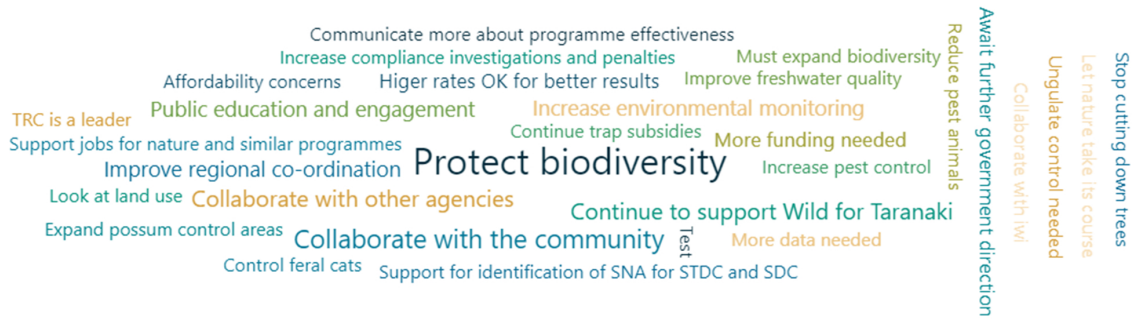 Communicate more about programme effectiveness
Increase compliance investigations and penalties
Must expand biodiversity
Affordability concerns
Higer rates OK for better results
Improve freshwater quality
Public education and engagement
Increase environmental monitoring
TRC is a leader
Continue trap subsidies
More funding needed
Support jobs for nature and similar programmes
Protect biodiversity
Improve regional co-ordination
Increase pest control
Look at land use
Collaborate with other agencies
Continue to support Wild for Taranaki
Expand possum control areas
Collaborate with the community
Test
More data needed
Control feral cats
Support for identification of SNA for STDC and SDC
Reduce pest animals
Await further government direction
Collaborate with iwi
Ungulate control needed
Let nature take its course
Stop cutting down trees